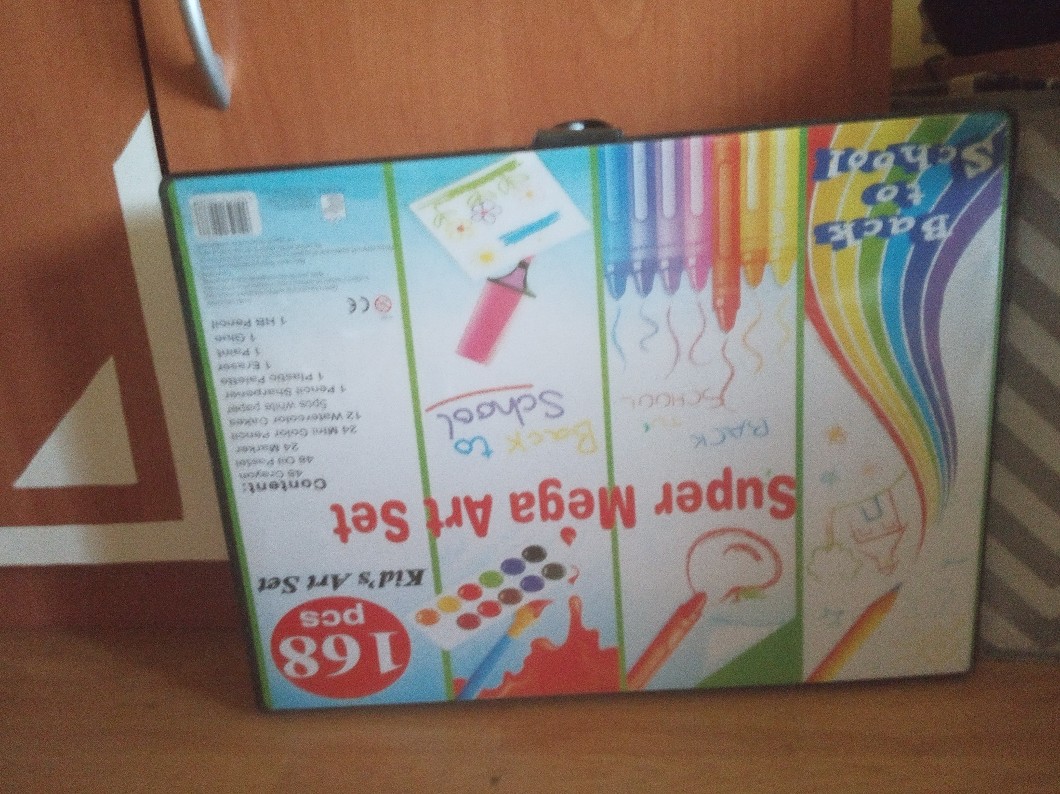 168
pcs
Kid's Art Set
Super Mega Art Set
Content:
48 Crayon
48 Oil Pastel
24 Marker
24 Mini Color Pencil
12 Watercolor Cakes
5pcs white paper
1 Pencil Sharpener
1 Plastic Palette
1 Eraser
1 Paint
1 Glue
1 HB Pencil
CE
Back to
School
BACK
SCHOOL
Back
to
School